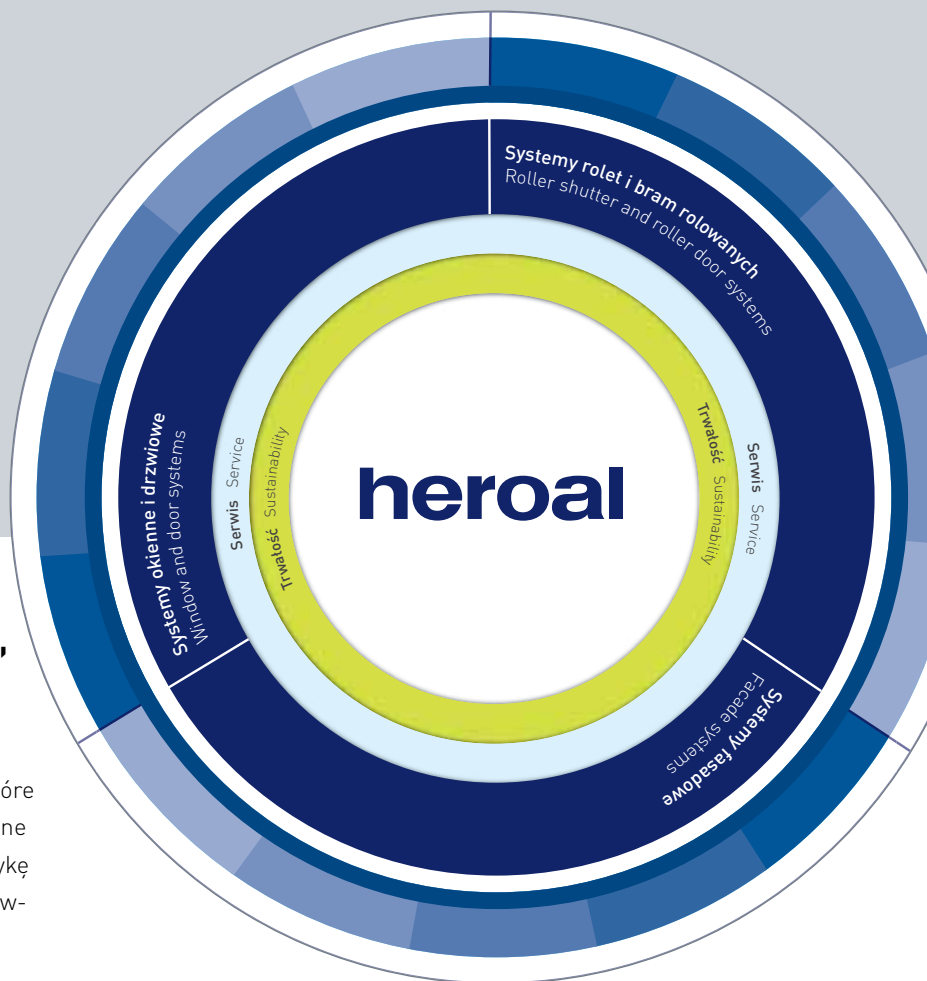 Systemy rolet i bram rolowanych
Roller shutter and roller door systems
Systemy okienne i drzwiowe
Window and door systems
Serwis Service
Trwałość Sustainability
heroal
Trwałość Sustainability
Serwis Service
Systemy fasadowe
Facade systems
,
óre
ne
ykę
w-